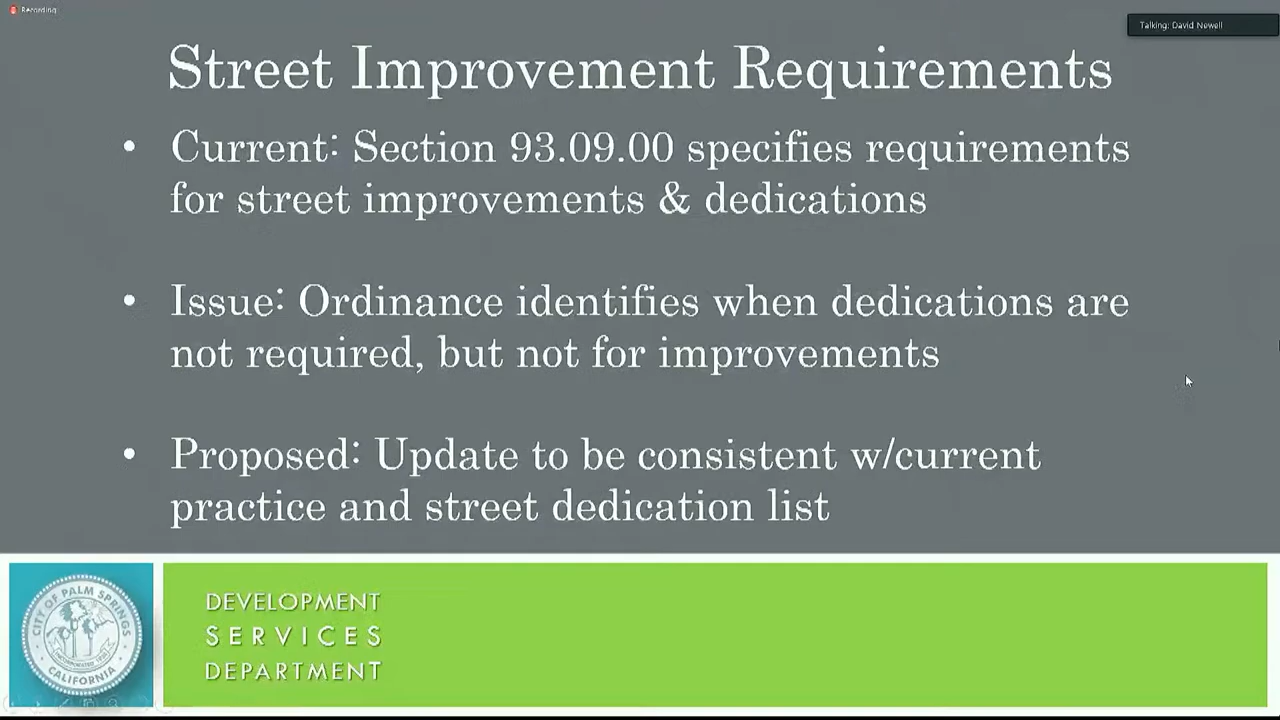 Recording
Talking: David Newell
Street Improvement Requirements
• Current: Section 93.09.00 specifies requirements
for street improvements & dedications
• Issue: Ordinance identifies when dedications are
not required, but not for improvements
• Proposed: Update to be consistent w/current
practice and street dedication list
CITY OF PALM SPRINGS
CALIFORNIA
DEVELOPMENT
SERVICES
DEPARTMENT